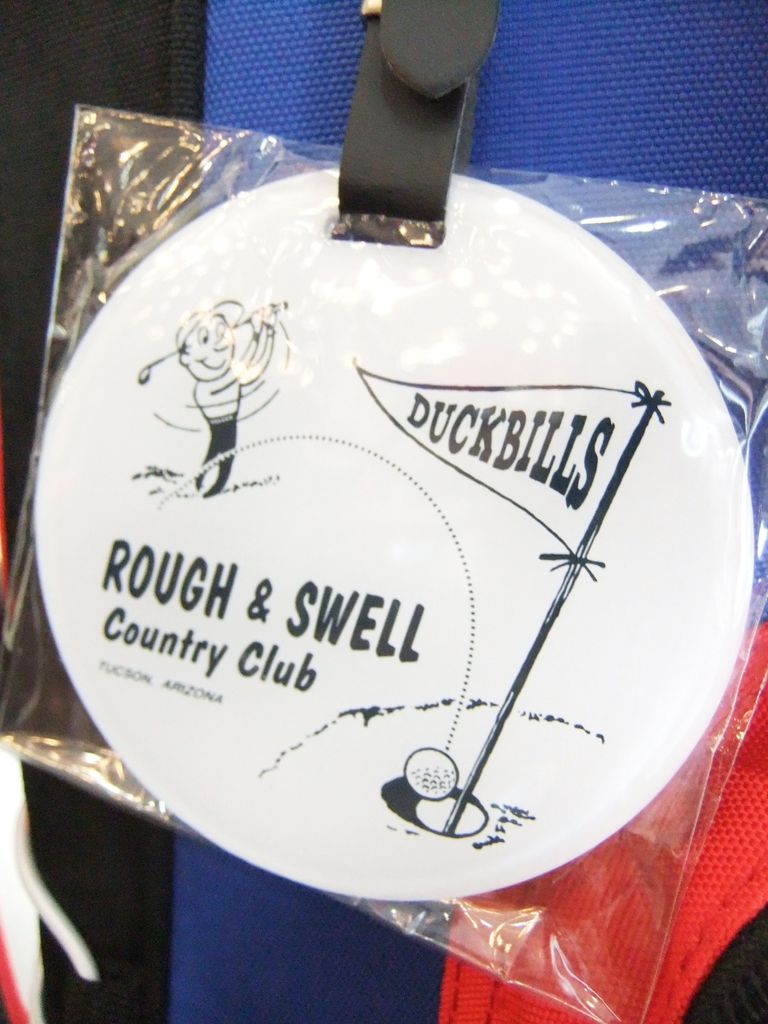 DUCKBILLS
ROUGH & SWELL
Country Club
TUCSON, ARIZONA